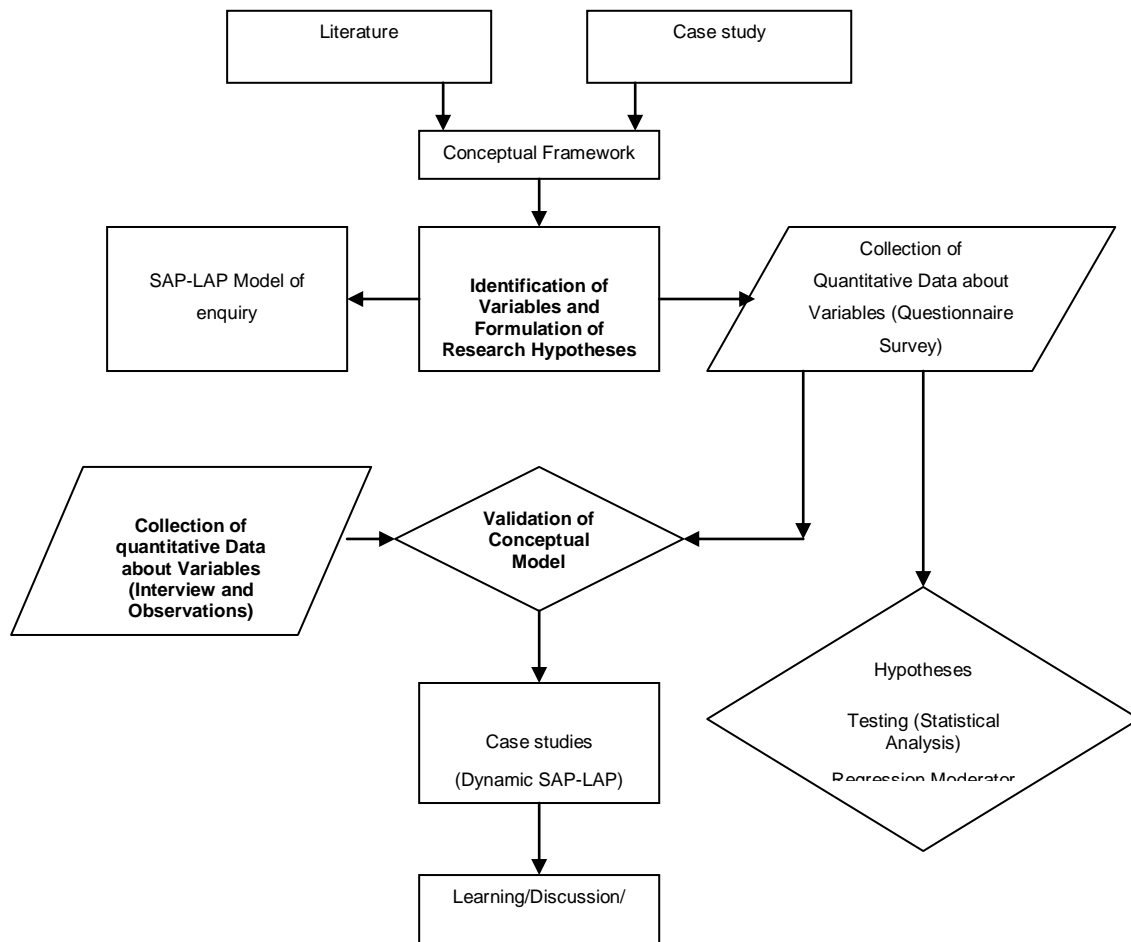 Literature
Case study
Conceptual Framework
SAP-LAP Model of
enquiry
Identification of
Variables and
Formulation of
Research Hypotheses
Collection of
Quantitative Data about
Variables (Questionnaire
Survey)
Collection of
quantitative Data
about Variables
(Interview and
Observations)
Validation of
Conceptual
Model
Hypotheses
Testing (Statistical
Analysis)
Regression Moderator
Case studies
(Dynamic SAP-LAP)
Learning/Discussion/